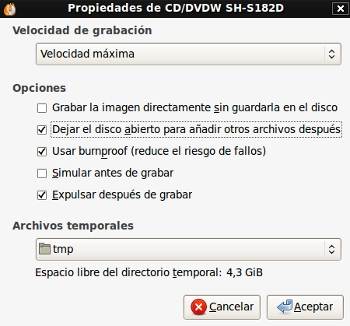 Propiedades de CD/DVDW SH-S182D
Velocidad de grabación
Velocidad máxima
Opciones
Grabar la imagen directamente sin guardarla en el disco
Dejar el disco abierto para añadir otros archivos después
Usar burnproof (reduce el riesgo de fallos)
Simular antes de grabar
Expulsar después de grabar
Archivos temporales
tmp
Espacio libre del directorio temporal: 4,3 GiB
Cancelar
Aceptar